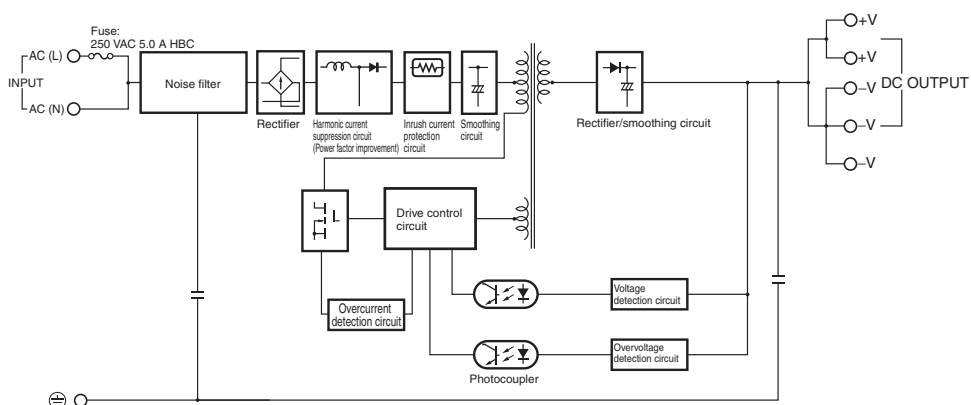 Fuse:
250 VAC 5.0 A HBC
AC (L)
INPUT
AC (N)
Noise filter
Rectifier
Harmonic current
suppression circuit
(Power factor improvement)
Inrush current
protection
circuit
Smoothing
circuit
Rectifier/smoothing circuit
+V
+V
–V
DC OUTPUT
–V
–V
Drive control
circuit
Overcurrent
detection circuit
Voltage
detection circuit
Overvoltage
detection circuit
Photocoupler